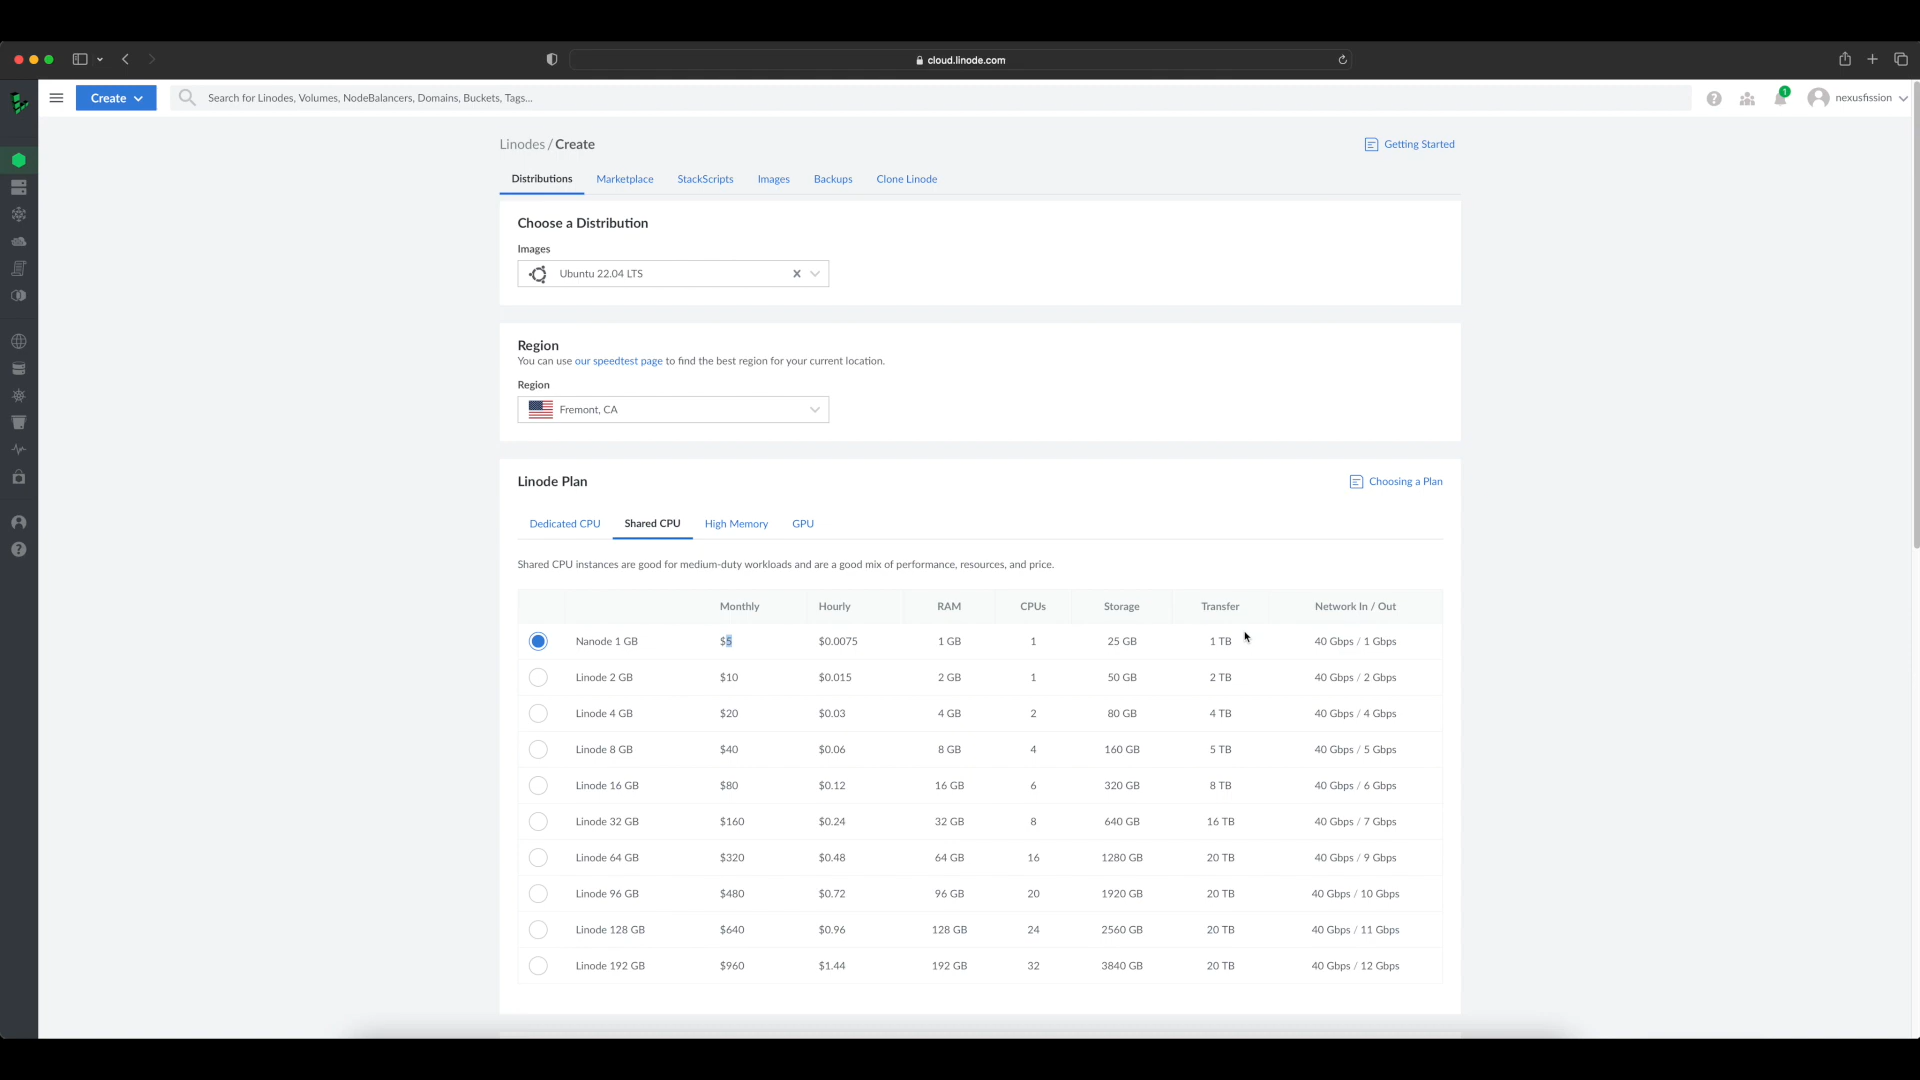 cloud.linode.com
Create
Search for Linodes, Volumes, NodeBalancers, Domains, Buckets, Tags...
1
nexusfission
Linodes / Create
Getting Started
Distributions Marketplace StackScripts Images Backups Clone Linode
Choose a Distribution
Images
Ubuntu 22.04 LTS
Region
You can use our speedtest page to find the best region for your current location.
Region
Fremont, CA
Linode Plan
Choosing a Plan
Dedicated CPU Shared CPU High Memory GPU
Shared CPU instances are good for medium-duty workloads and are a good mix of performance, resources, and price.
Monthly Hourly RAM CPUs Storage Transfer Network In / Out
Nanode 1 GB $5 $0.0075 1 GB 1 25 GB 1 TB 40 Gbps / 1 Gbps
Linode 2 GB $10 $0.015 2 GB 1 50 GB 2 TB 40 Gbps / 2 Gbps
Linode 4 GB $20 $0.03 4 GB 2 80 GB 4 TB 40 Gbps / 4 Gbps
Linode 8 GB $40 $0.06 8 GB 4 160 GB 5 TB 40 Gbps / 5 Gbps
Linode 16 GB $80 $0.12 16 GB 6 320 GB 8 TB 40 Gbps / 6 Gbps
Linode 32 GB $160 $0.24 32 GB 8 640 GB 16 TB 40 Gbps / 7 Gbps
Linode 64 GB $320 $0.48 64 GB 16 1280 GB 20 TB 40 Gbps / 9 Gbps
Linode 96 GB $480 $0.72 96 GB 20 1920 GB 20 TB 40 Gbps / 10 Gbps
Linode 128 GB $640 $0.96 128 GB 24 2560 GB 20 TB 40 Gbps / 11 Gbps
Linode 192 GB $960 $1.44 192 GB 32 3840 GB 20 TB 40 Gbps / 12 Gbps